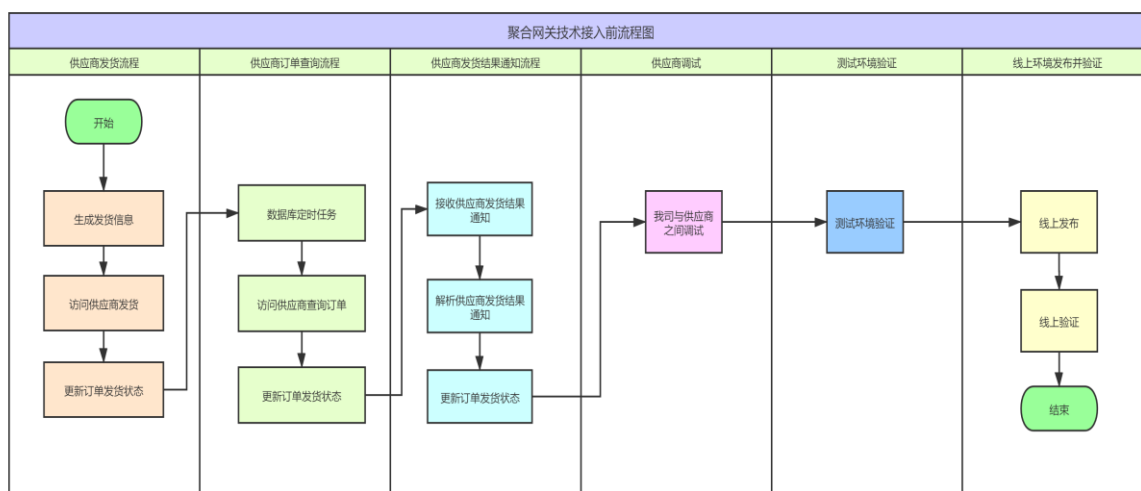 聚合网关技术接入前流程图
供应商发货流程
供应商订单查询流程
供应商发货结果通知流程
供应商调试
测试环境验证
线上环境发布并验证
开始
生成发货信息
访问供应商发货
更新订单发货状态
数据库定时任务
访问供应商查询订单
更新订单发货状态
接收供应商发货结果
通知
解析供应商发货结果
通知
更新订单发货状态
我司与供应商
之间调试
测试环境验证
线上发布
线上验证
结束